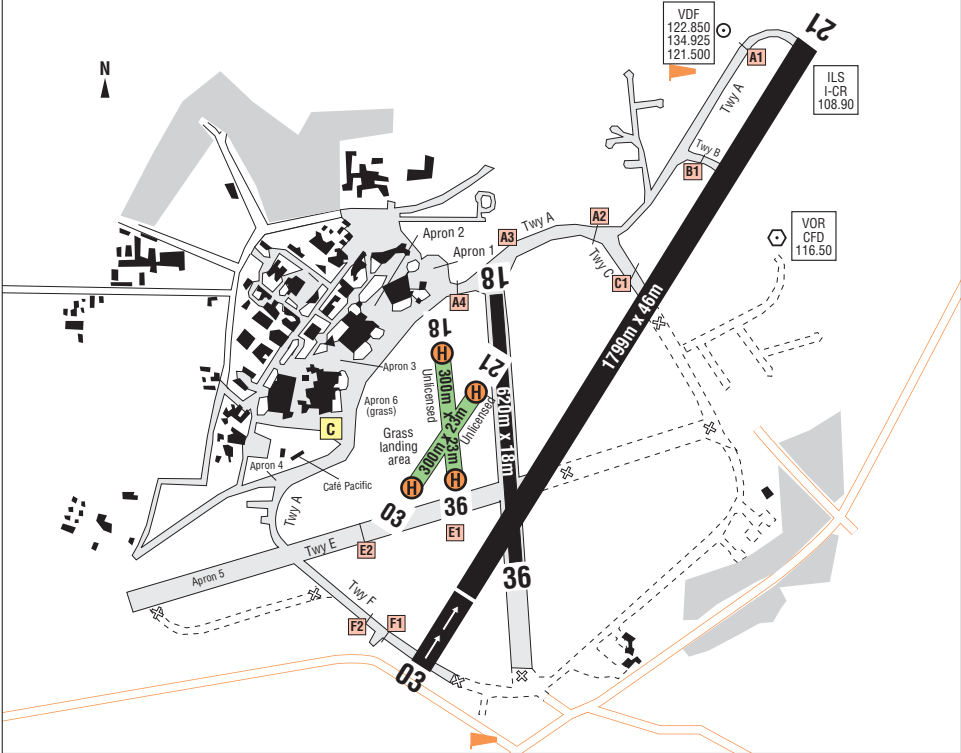 VDF
122.850
134.925
121.500
21
A1
ILS
I-CR
108.90
N
Twy A
Twy B
B1
A2
VOR
CFD
116.50
Twy A
A3
Apron 2
Apron 1
Twy C
C1
18
A4
18
1799m x 46m
21
Apron 3
300m x 23m
Unlicensed
620m x 18m
Apron 6
(grass)
Unlicensed
300m x 23m
C
Grass
landing
area
Apron 4
Café Pacific
Twy A
03
36
E1
Twy E
E2
Apron 5
36
Twy F
F2
F1
03